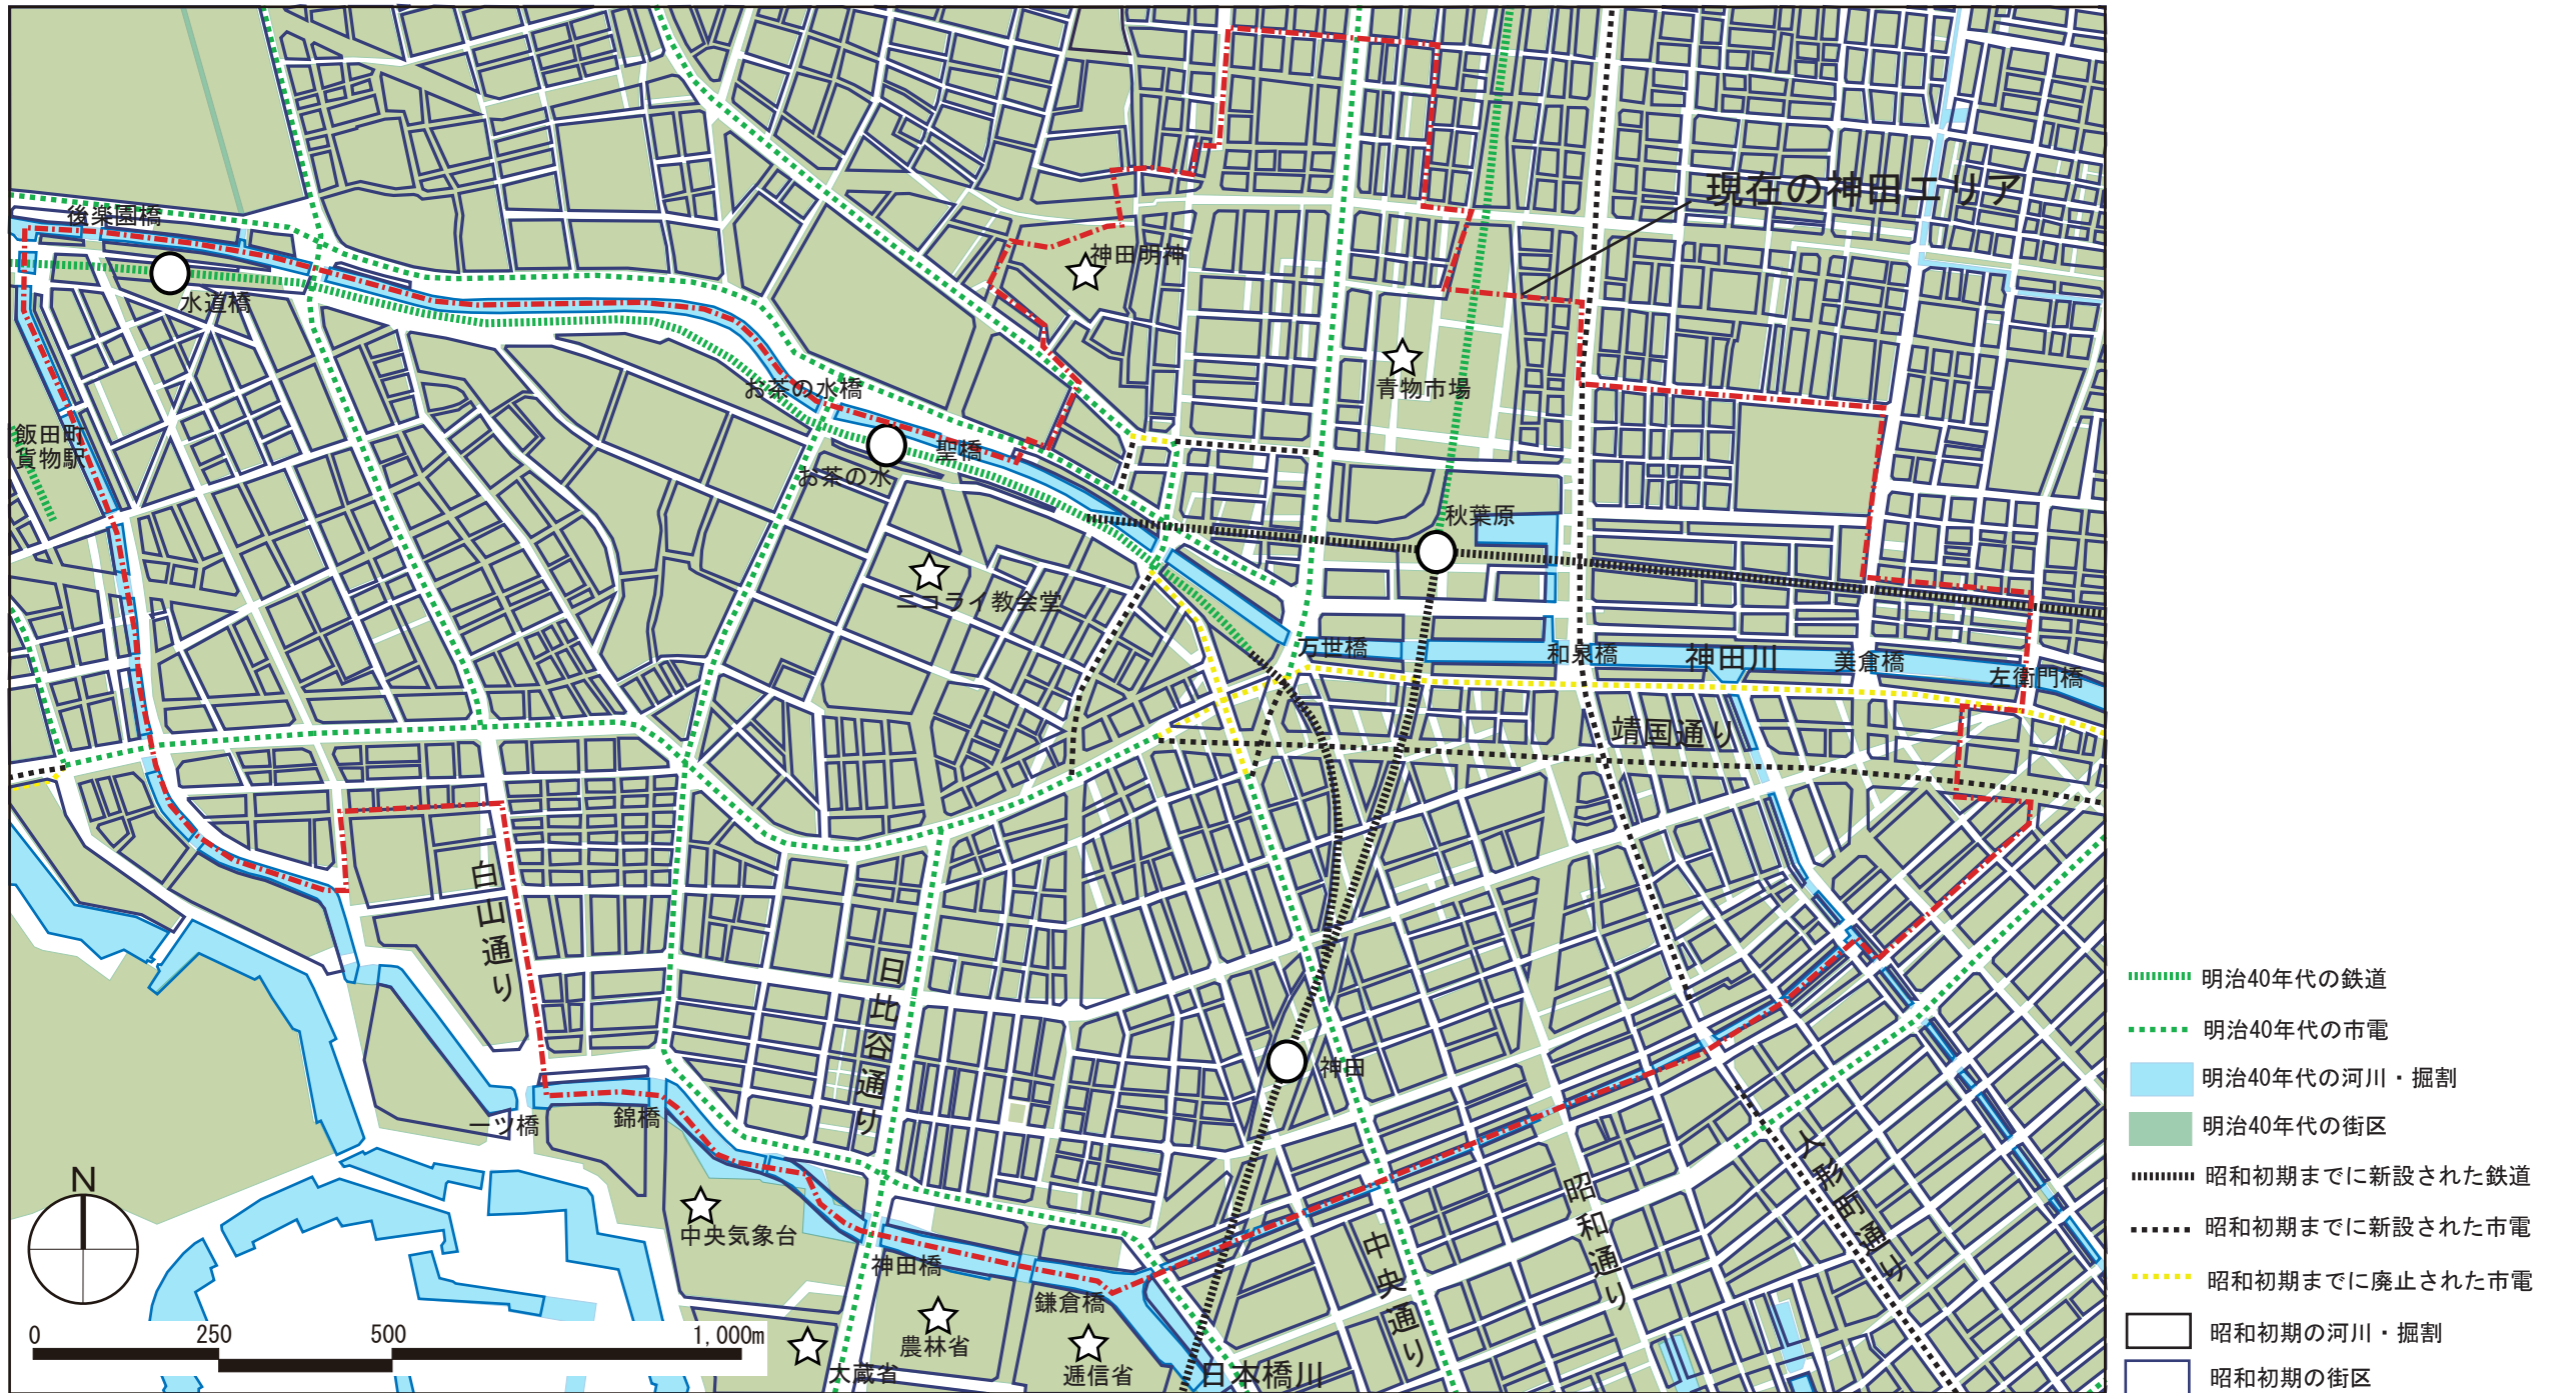 現在の神田エリア
後楽園橋
神田明神
水道橋
青物市場
お茶の水橋
飯田町
貨物駅
聖橋
お茶の水
秋葉原
ニコライ教会堂
万世橋
和泉橋
神田川
美倉橋
左衛門橋
靖国通り
白山通り
日比谷通り
神田
一ツ橋
錦橋
大伝馬町通り
昭和通り
中央通り
中央気象台
神田橋
鎌倉橋
農林省
大蔵省
逓信省
日本橋川
N
0 250 500 1,000m
明治40年代の鉄道
明治40年代の市電
明治40年代の河川・掘割
明治40年代の街区
昭和初期までに新設された鉄道
昭和初期までに新設された市電
昭和初期までに廃止された市電
昭和初期の河川・掘割
昭和初期の街区